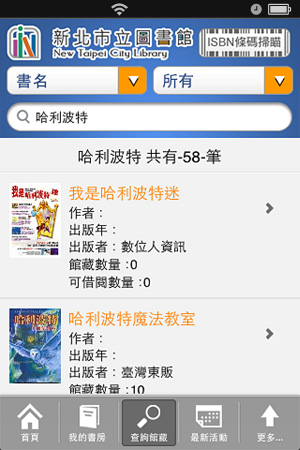 新北市立圖書館
New Taipei City Library
ISBN條碼掃瞄
書名
所有
哈利波特
哈利波特 共有-58-筆
我是哈利波特迷
作者：
出版年：
出版者：數位人資訊
館藏數量：0
可借閱數量：0
哈利波特魔法教室
作者：
出版年：
出版者：臺灣東販
館藏數量：10
首頁
我的書房
查詢館藏
最新活動
更多...